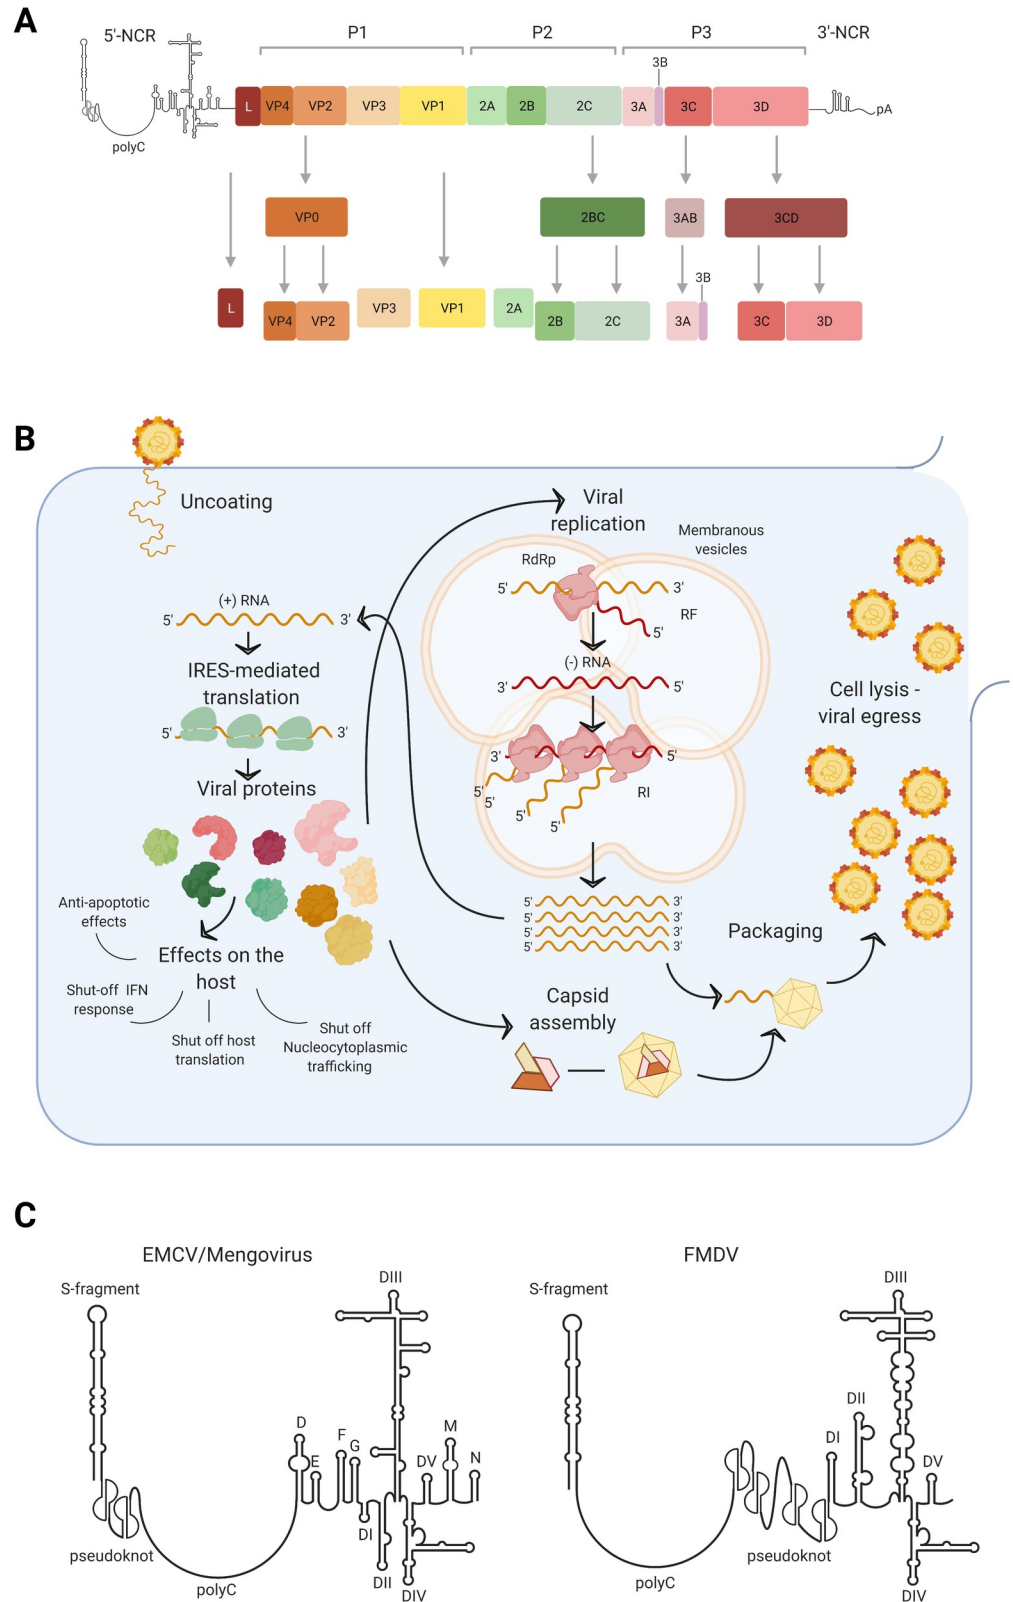 A
5'-NCR
P1
P2
P3
3'-NCR
3B
L
VP4
VP2
VP3
VP1
2A
2B
2C
3A
3C
3D
pA
polyC
VP0
2BC
3AB
3CD
3B
L
VP4
VP2
VP3
VP1
2A
2B
2C
3A
3C
3D
B
Uncoating
Viral
replication
Membranous
vesicles
RdRp
5'
3'
RF
5'
(+) RNA
5'
3'
IRES-mediated
translation
5'
3'
Viral proteins
(-) RNA
3'
5'
3'
5'
5'
5'
5'
5'
RI
Cell lysis -
viral egress
5'
3'
5'
3'
5'
3'
5'
3'
Anti-apoptotic
effects
Effects on the
host
Shut-off IFN
response
Shut off host
translation
Shut off
Nucleocytoplasmic
trafficking
Packaging
Capsid
assembly
C
EMCV/Mengovirus
S-fragment
DIII
D
E
F
G
DI
DII
DIV
DV
M
N
pseudoknot
polyC
FMDV
S-fragment
DIII
DII
DI
DV
pseudoknot
polyC
DIV